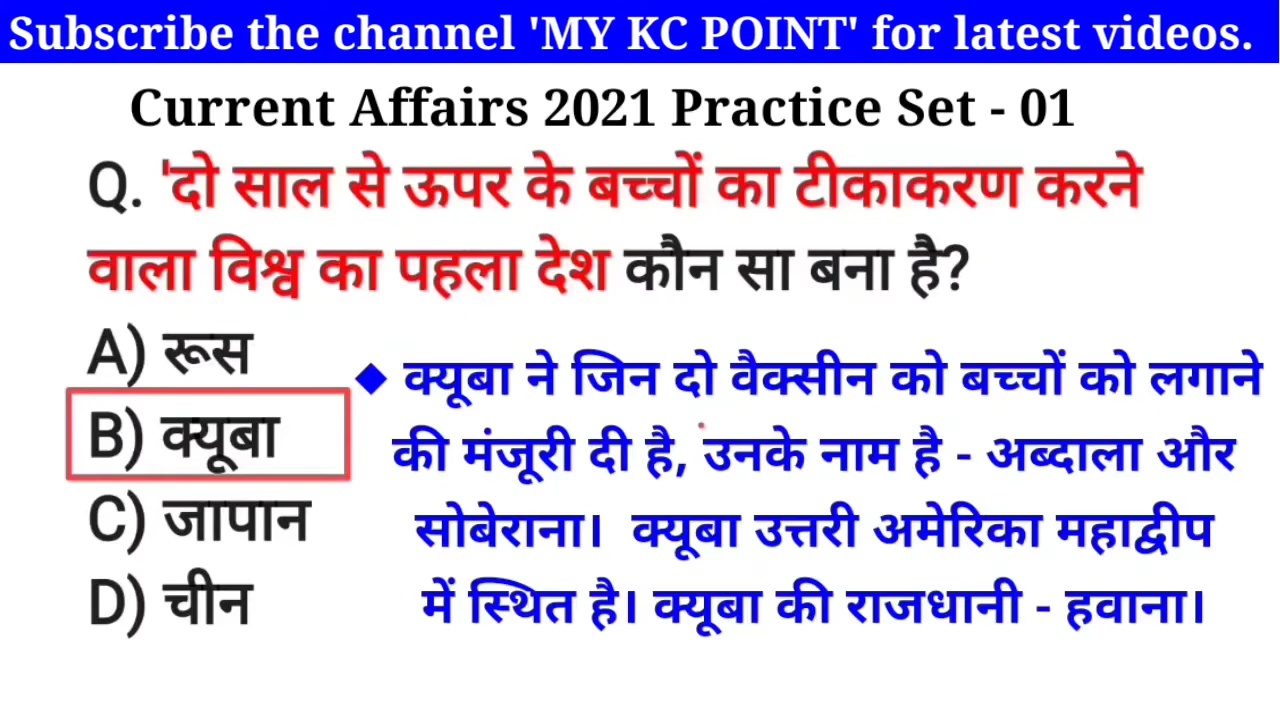 Subscribe the channel 'MY KC POINT' for latest videos.
Current Affairs 2021 Practice Set - 01
Q. 'दो साल से ऊपर के बच्चों का टीकाकरण करने
वाला विश्व का पहला देश कौन सा बना है?
A) रूस
B) क्यूबा
C) जापान
D) चीन
◆ क्यूबा ने जिन दो वैक्सीन को बच्चों को लगाने
की मंजूरी दी है, उनके नाम है - अब्दाला और
सोबेराना। क्यूबा उत्तरी अमेरिका महाद्वीप
में स्थित है। क्यूबा की राजधानी - हवाना।